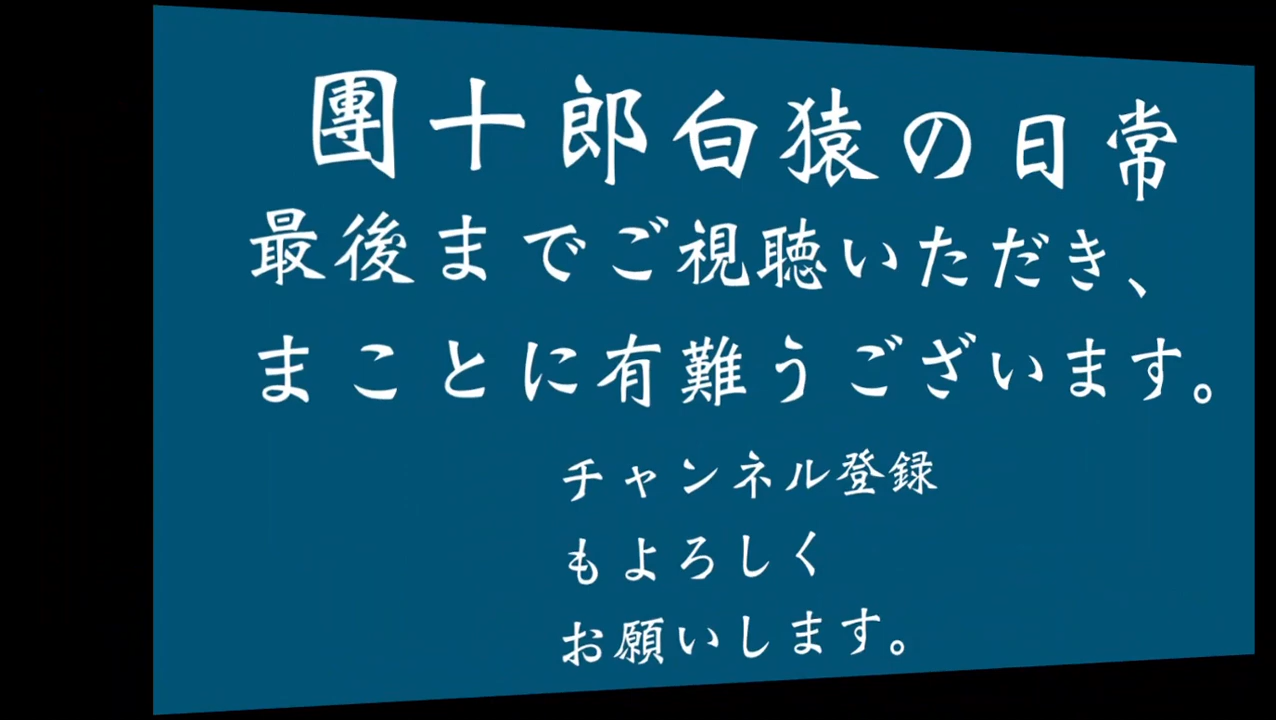 團十郎白猿の日常
最後までご視聴いただき、
まことに有難うございます。
チャンネル登録
もよろしく
お願いします。